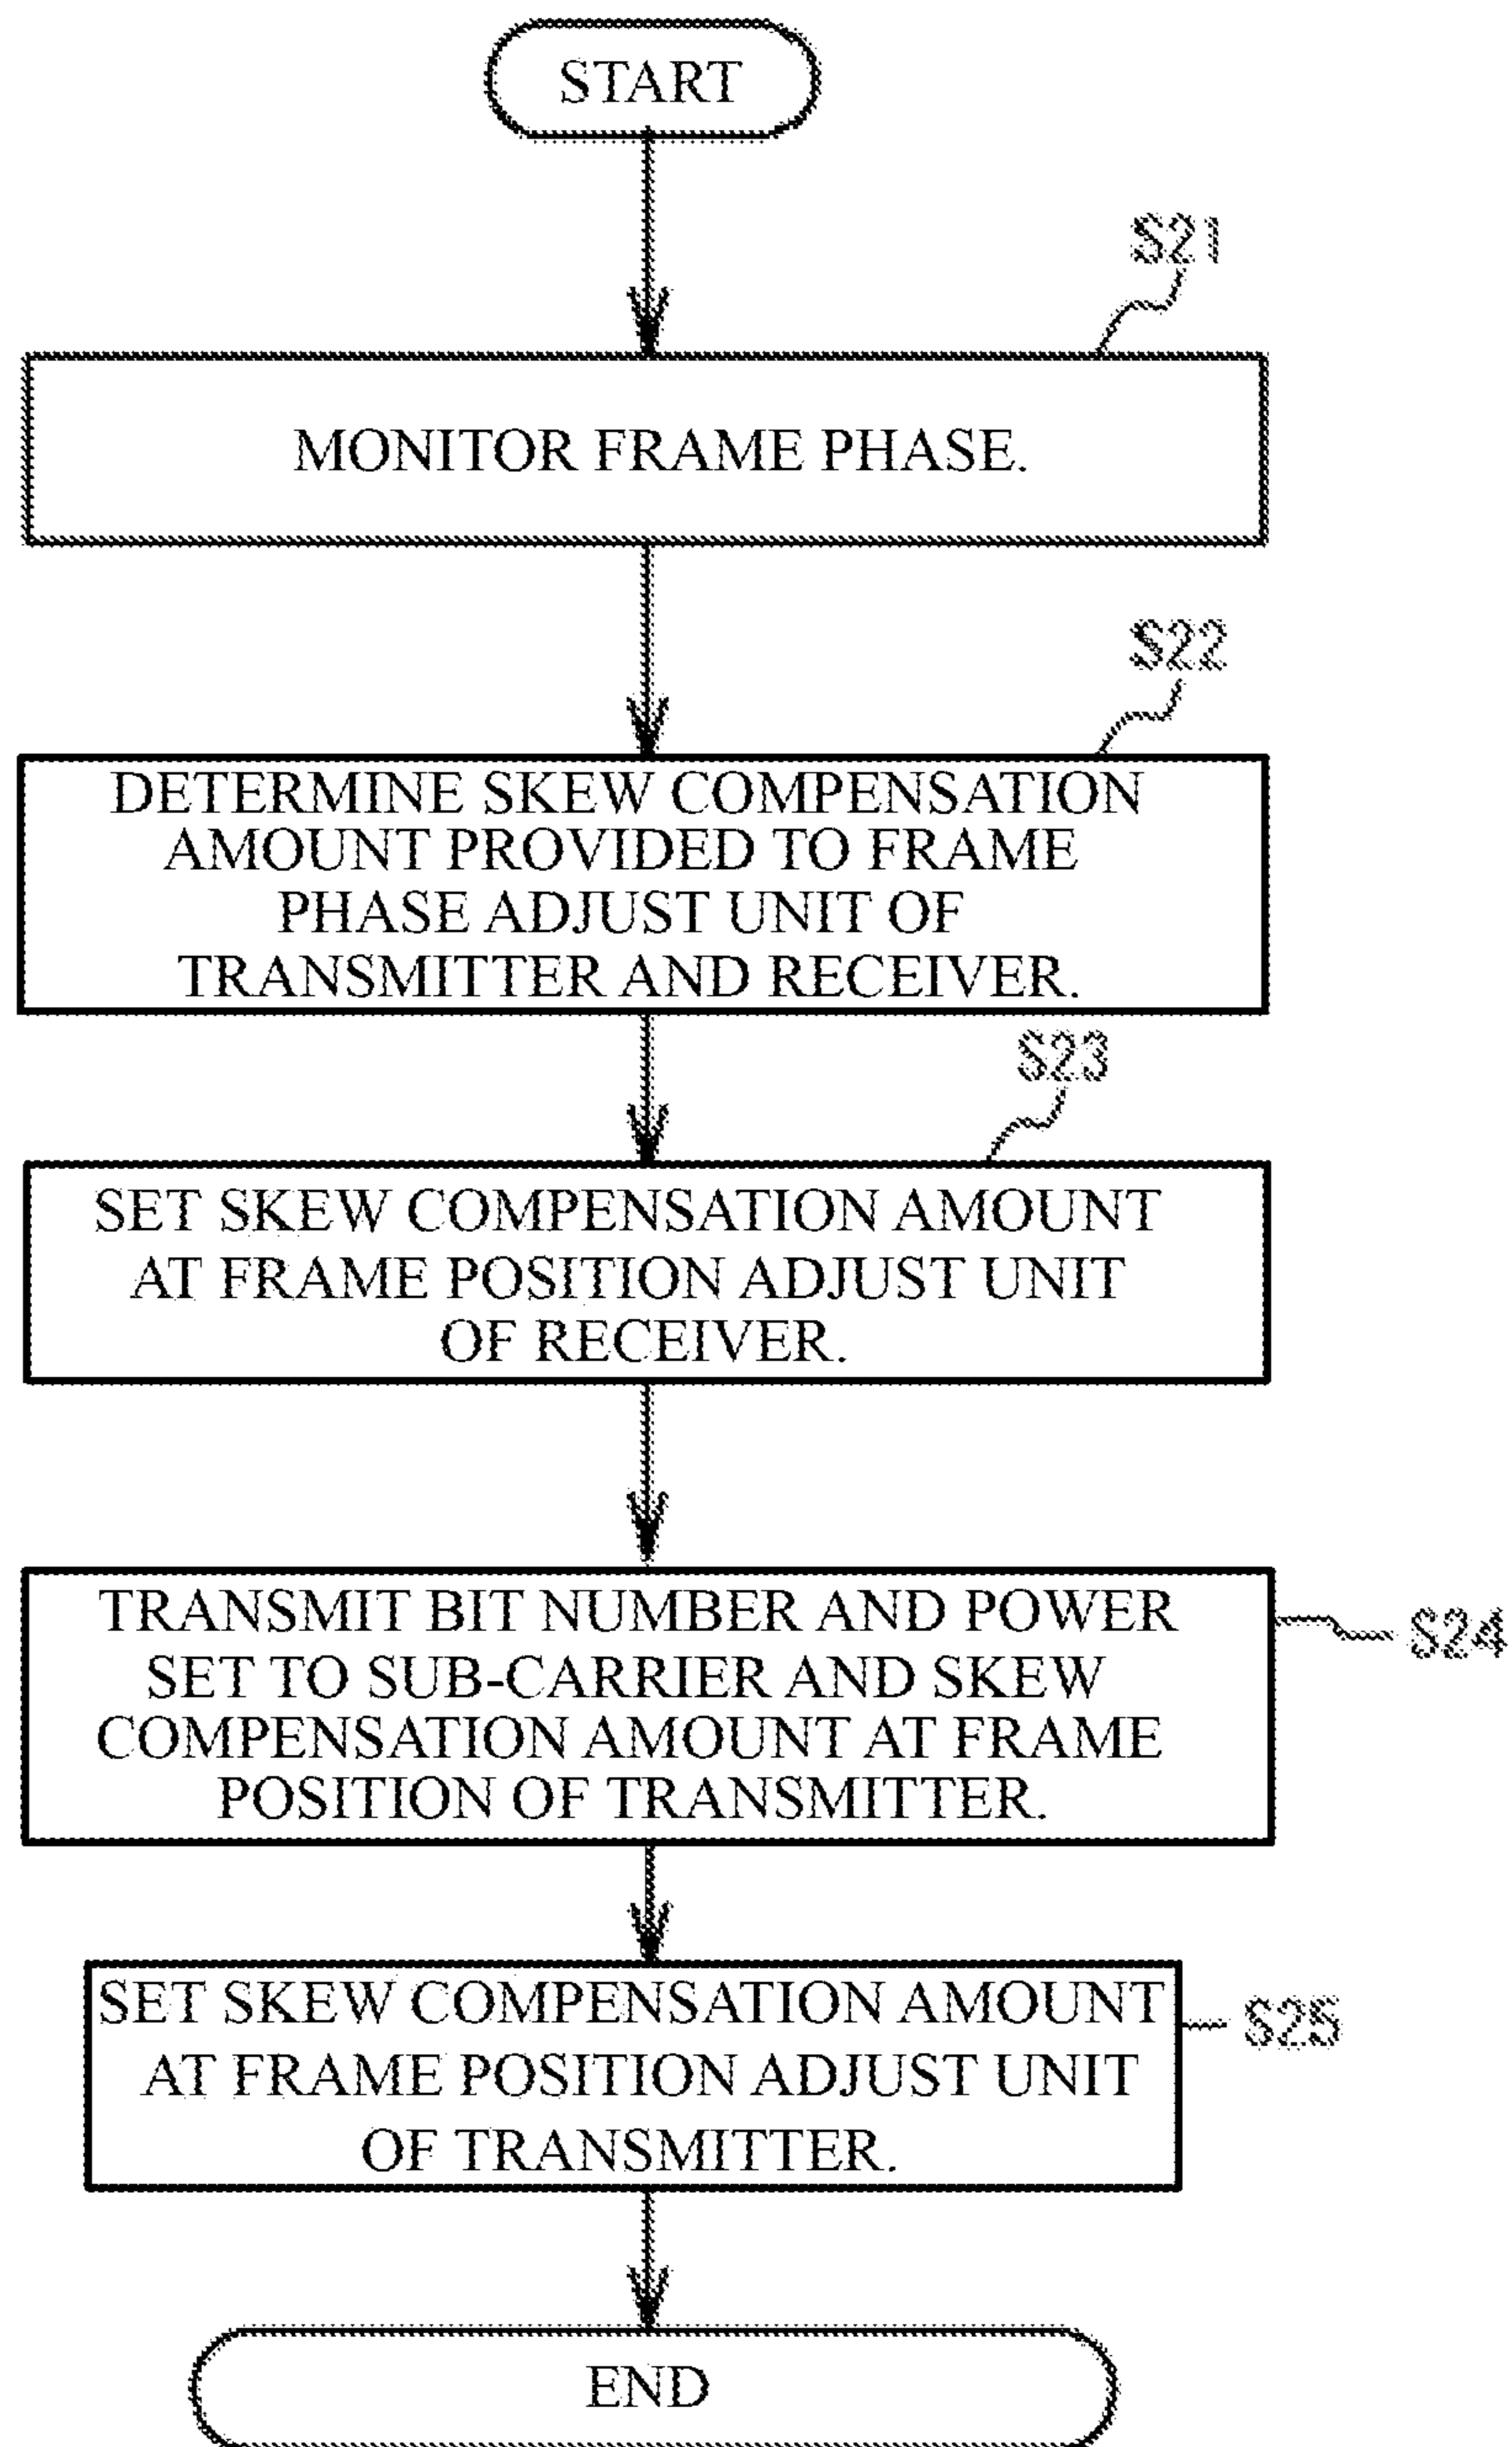 START
S21
MONITOR FRAME PHASE.
S22
DETERMINE SKEW COMPENSATION
AMOUNT PROVIDED TO FRAME
PHASE ADJUST UNIT OF
TRANSMITTER AND RECEIVER.
S23
SET SKEW COMPENSATION AMOUNT
AT FRAME POSITION ADJUST UNIT
OF RECEIVER.
TRANSMIT BIT NUMBER AND POWER
SET TO SUB-CARRIER AND SKEW
COMPENSATION AMOUNT AT FRAME
POSITION OF TRANSMITTER.
S24
SET SKEW COMPENSATION AMOUNT
AT FRAME POSITION ADJUST UNIT
OF TRANSMITTER.
S25
END